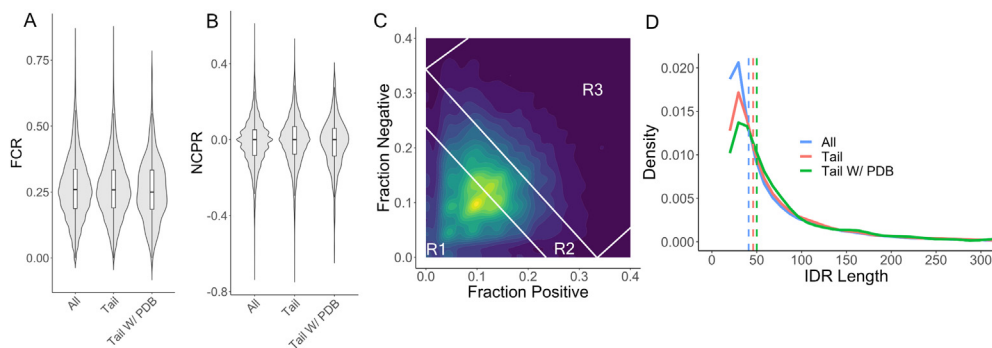 A
FCR
0.75
0.50
0.25
0.00
All
Tail
Tail W/ PDB
B
NCPR
0.4
0.0
-0.4
-0.8
All
Tail
Tail W/ PDB
C
Fraction Negative
0.4
0.3
0.2
0.1
0.0
R3
R1
R2
0.0 0.1 0.2 0.3 0.4
Fraction Positive
D
Density
0.020
0.015
0.010
0.005
0.000
All
Tail
Tail W/ PDB
0 50 100 150 200 250 300
IDR Length